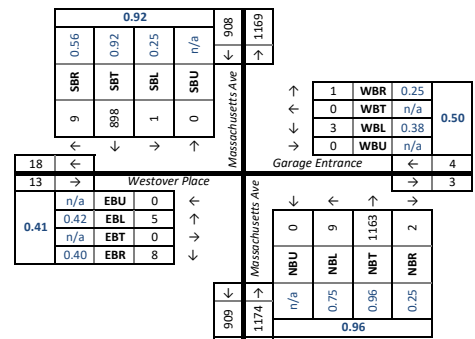 0.92
0.56 0.92 0.25 n/a
SBR SBT SBL SBU
9 898 1 0
← ↓ → ↑
908 1169
↓ ↑
Massachusetts Ave
↑ 1 WBR 0.25
← 0 WBT n/a
↓ 3 WBL 0.38
→ 0 WBU n/a
0.50
Garage Entrance
← 4
→ 3
18 ←
13 →
Westover Place
0.41
n/a EBU 0 ←
0.42 EBL 5 ↑
n/a EBT 0 →
0.40 EBR 8 ↓
Massachusetts Ave
↓ ← ↑ →
0 9 1163 2
NBU NBL NBT NBR
n/a 0.75 0.96 0.25
0.96
↓ ↑
909 1174